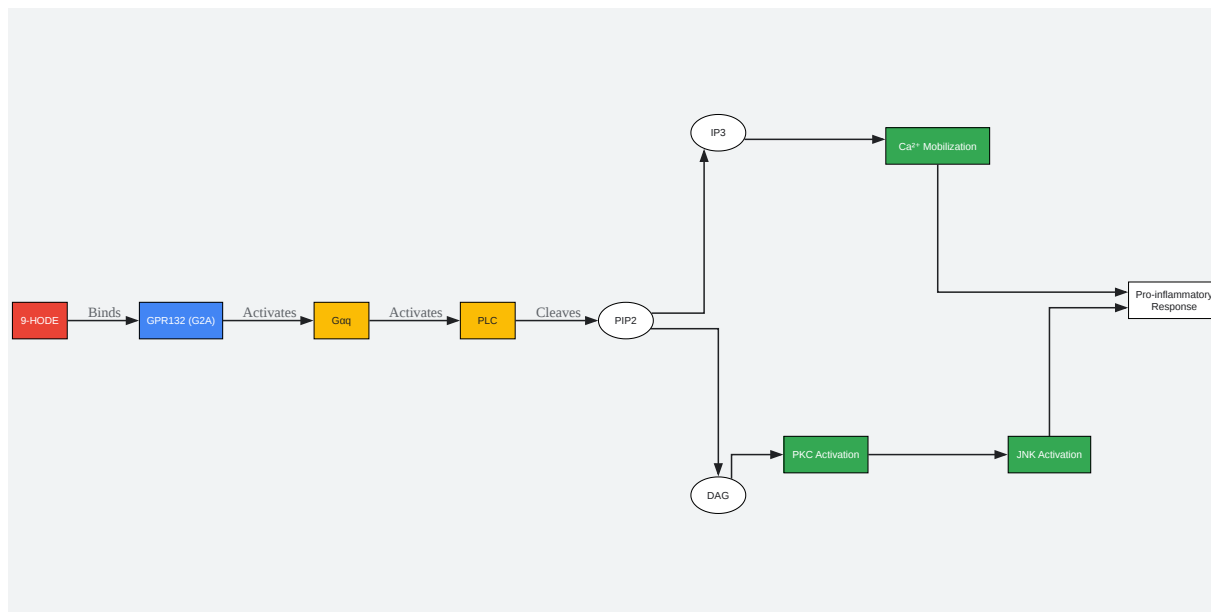 IP3
Ca²⁺ Mobilization
9-HODE
Binds
GPR132 (G2A)
Activates
Gαq
Activates
PLC
Cleaves
PIP2
Pro-inflammatory
Response
PKC Activation
JNK Activation
DAG